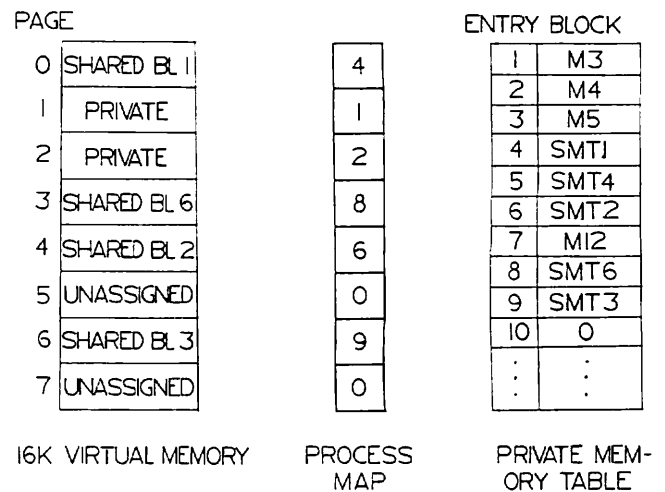 PAGE
ENTRY BLOCK
0 SHARED BL 1 4 1 M3
2 M4
1 PRIVATE 1 3 M5
2 PRIVATE 2 4 SMT1
5 SMT4
3 SHARED BL 6 8 6 SMT2
4 SHARED BL 2 6 7 M12
8 SMT6
5 UNASSIGNED 0 9 SMT3
6 SHARED BL 3 9 10 0
: :
7 UNASSIGNED 0
16K VIRTUAL MEMORY PROCESS PRIVATE MEM-
MAP ORY TABLE